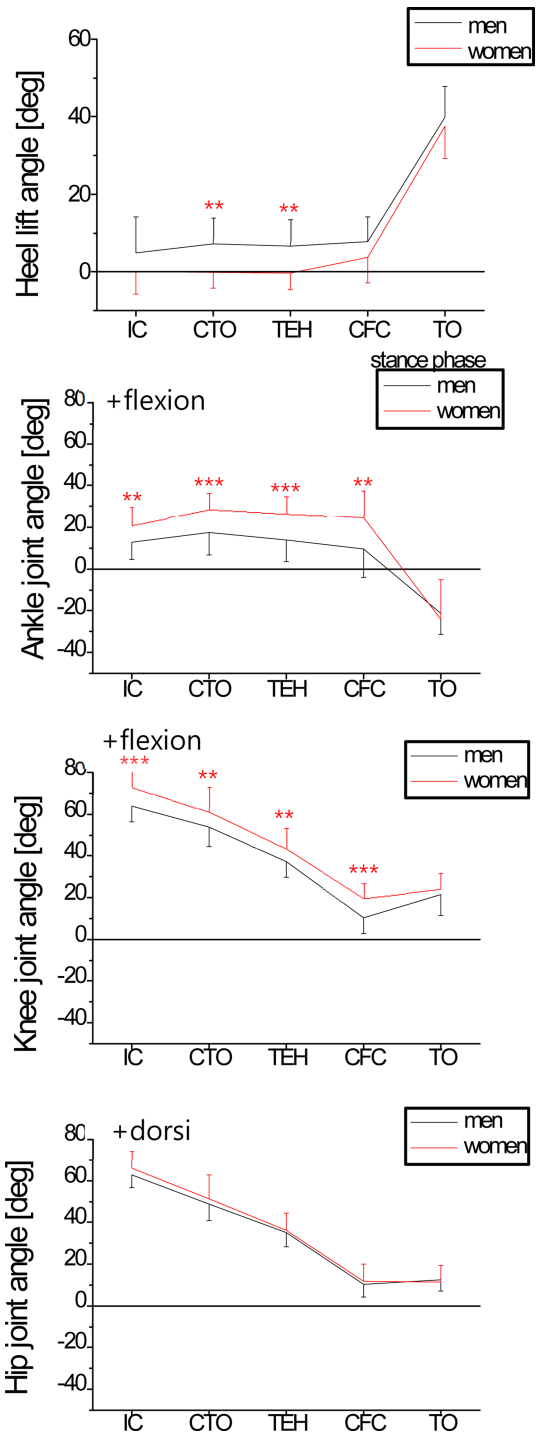 men
women
Heel lift angle [deg]
60
40
20
0
** **
IC CTO TEH CFC TO
stance phase
men
women
+flexion
Ankle joint angle [deg]
80
60
40
20
0
-20
-40
** *** *** **
IC CTO TEH CFC TO
+flexion
men
women
Knee joint angle [deg]
80
60
40
20
0
-20
-40
*** ** ** ***
IC CTO TEH CFC TO
+dorsi
men
women
Hip joint angle [deg]
80
60
40
20
0
-20
-40
IC CTO TEH CFC TO